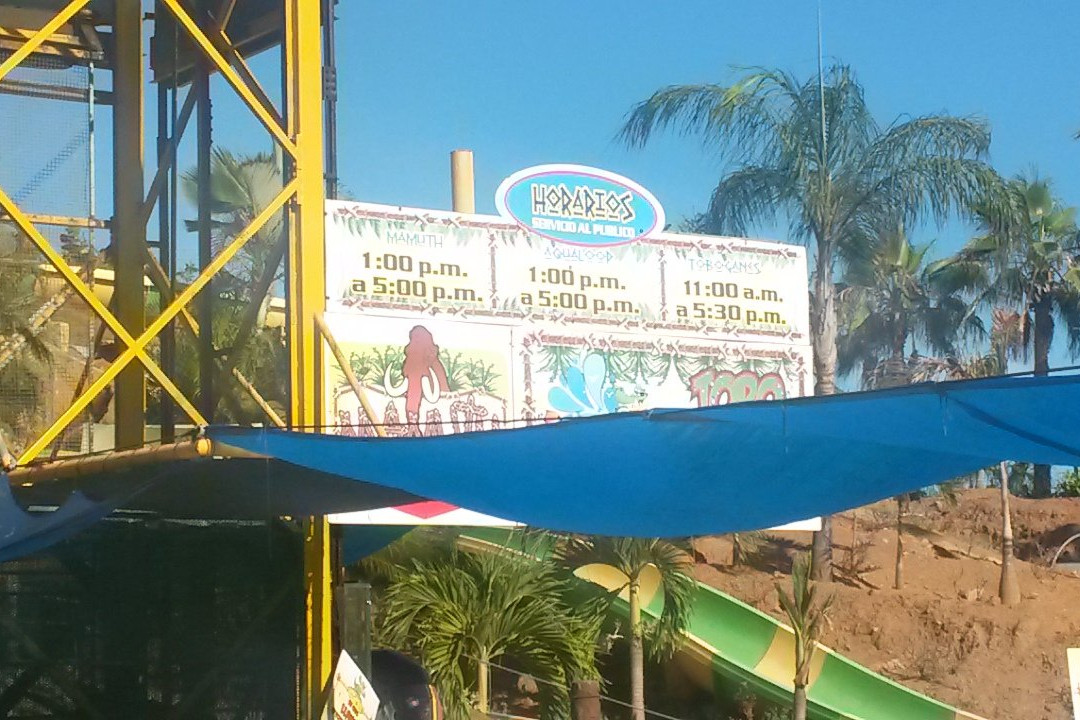 HORARIOS
SERVICIO AL PUBLICO
MAMUTH
1:00 p.m.
a 5:00 p.m.
AQUALOOP
1:00 p.m.
a 5:00 p.m.
TOBOGANES
11:00 a.m.
a 5:30 p.m.